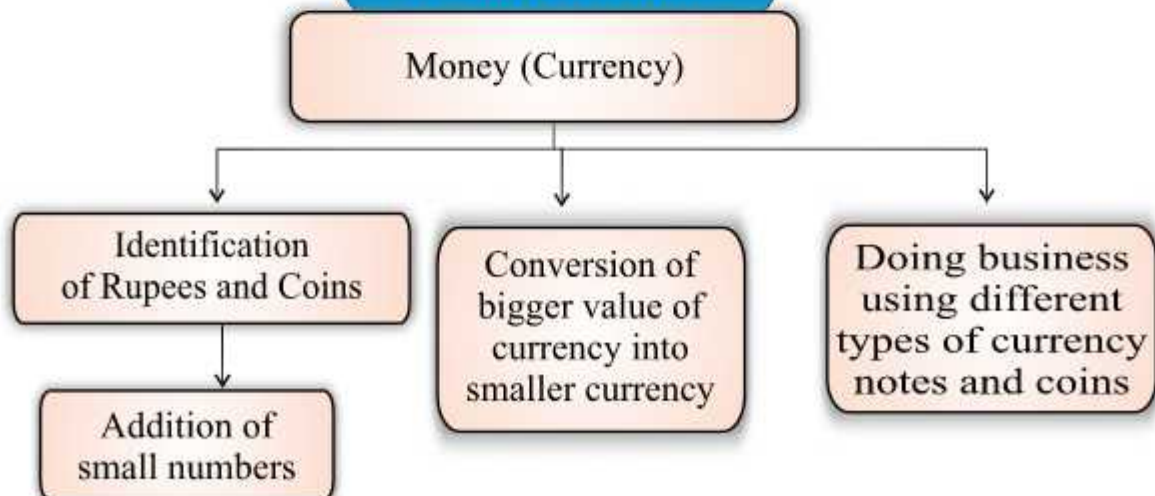 Money (Currency)
Identification
of Rupees and Coins
Conversion of
bigger value of
currency into
smaller currency
Doing business
using different
types of currency
notes and coins
Addition of
small numbers